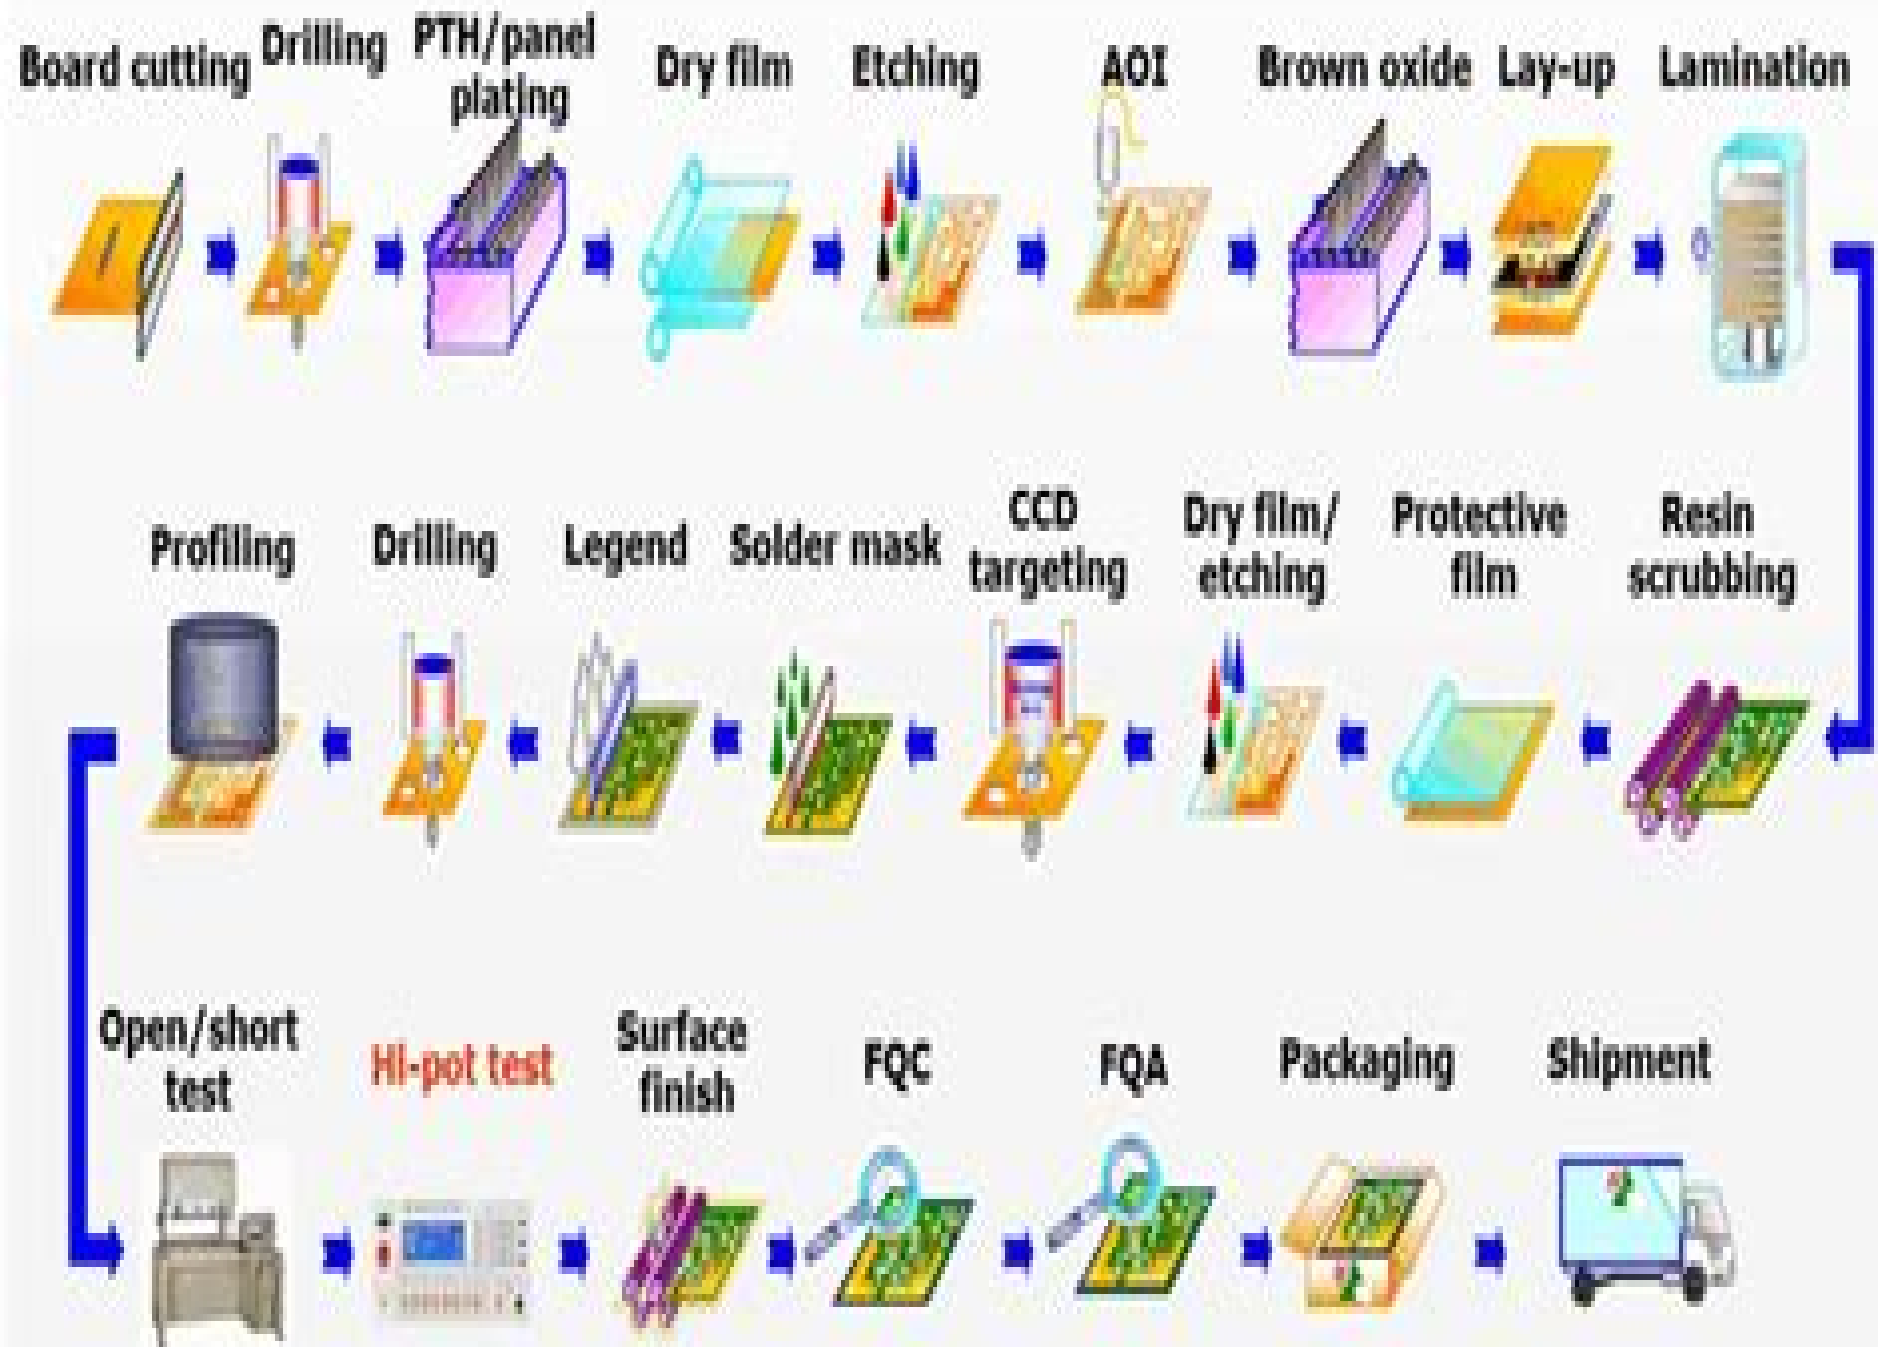 Board cutting
Drilling
PTH/panel
plating
Dry film
Etching
AOI
Brown oxide
Lay-up
Lamination
Resin
scrubbing
Protective
film
Dry film/
etching
CCD
targeting
Solder mask
Legend
Drilling
Profiling
Open/short
test
Hi-pot test
Surface
finish
FQC
FQA
Packaging
Shipment